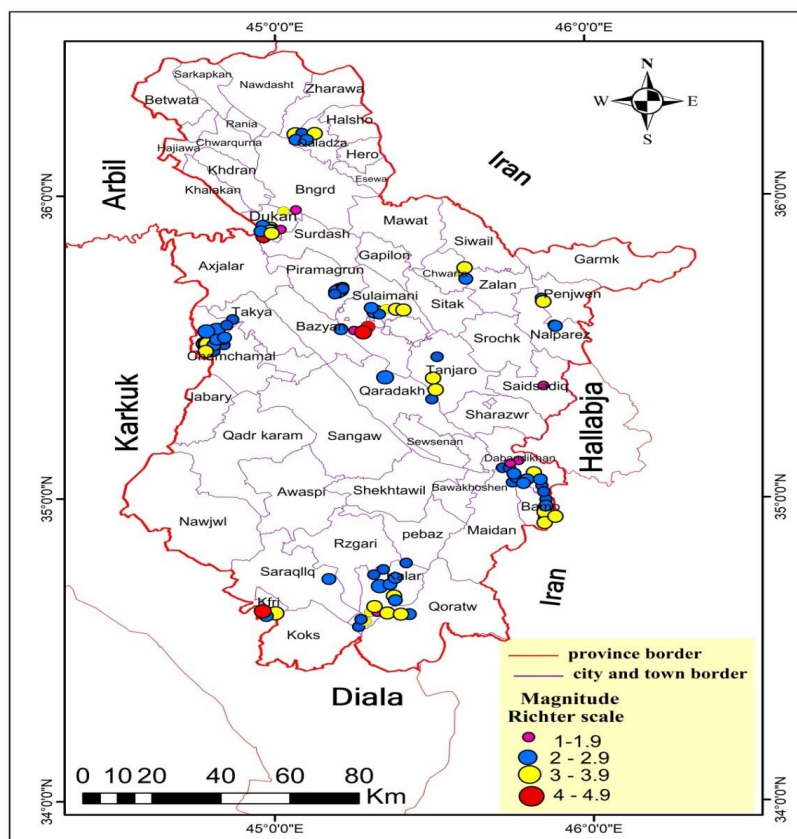 45°0'0"E
46°0'0"E
Sarkapkan
Nawdasht
Zharawa
N
W
E
S
Betwata
Rania
Halsho
Hajiawa
Chwarqurna
Hero
Khdran
Esewa
Iran
Khalakan
Bngrd
Arbil
36°0'0"N
36°0'0"N
Dukan
Surdash
Mawat
Siwail
Axjalar
Gapilon
Garmk
Piramagrun
Chwarta
Zalan
Sulaimani
Sitak
Penjwen
Takya
Bazyan
Srochk
Nalparez
Chamchamal
Tanjaro
Qaradakh
Saidsadiq
Karkuk
Jabary
Sharazwr
Hallabja
Qadr karam
Sangaw
Sewsenan
Dabandikhan
Awaspl
Shekhtawil
Bawakhoshen
35°0'0"N
35°0'0"N
Nawjwl
Maidan
Rzgari
pebaz
Saraqllq
Kalar
Iran
Kfri
Qoratw
Koks
Diala
province border
city and town border
Magnitude
Richter scale
1-1.9
2 - 2.9
3 - 3.9
4 - 4.9
0 10 20 40 60 80
Km
34°0'0"N
34°0'0"N
45°0'0"E
46°0'0"E